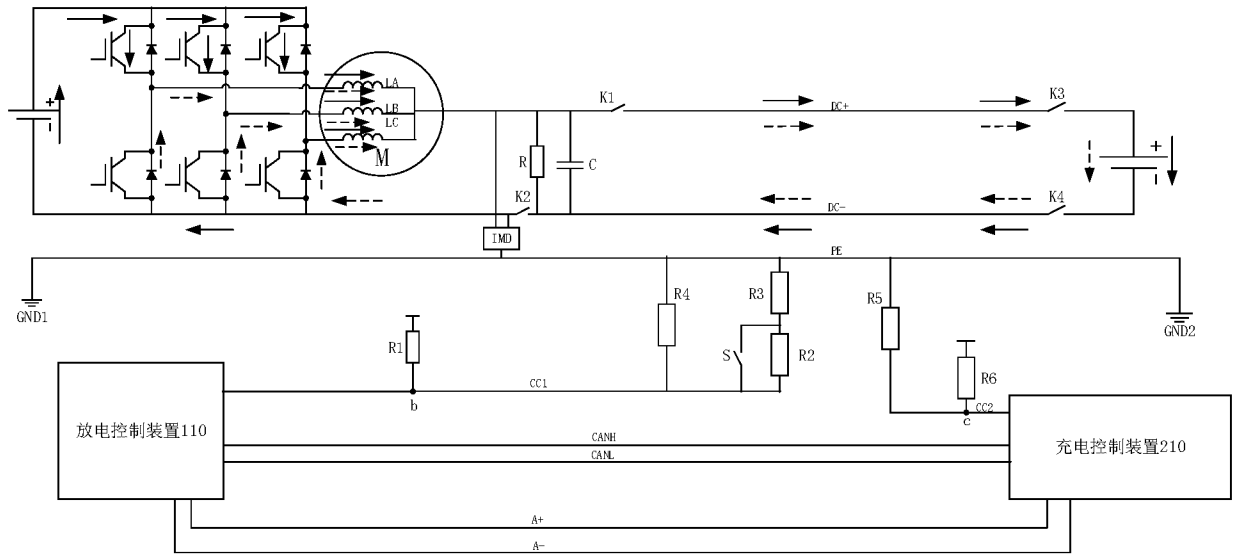 LA
LB
LC
M
K1
DC+
K3
+
R
C
K2
DC-
K4
IMD
PE
GND1
GND2
R4
R3
R5
R1
S
R2
R6
CC1
b
CC2
c
放电控制装置110
CANH
CANL
充电控制装置210
A+
A-